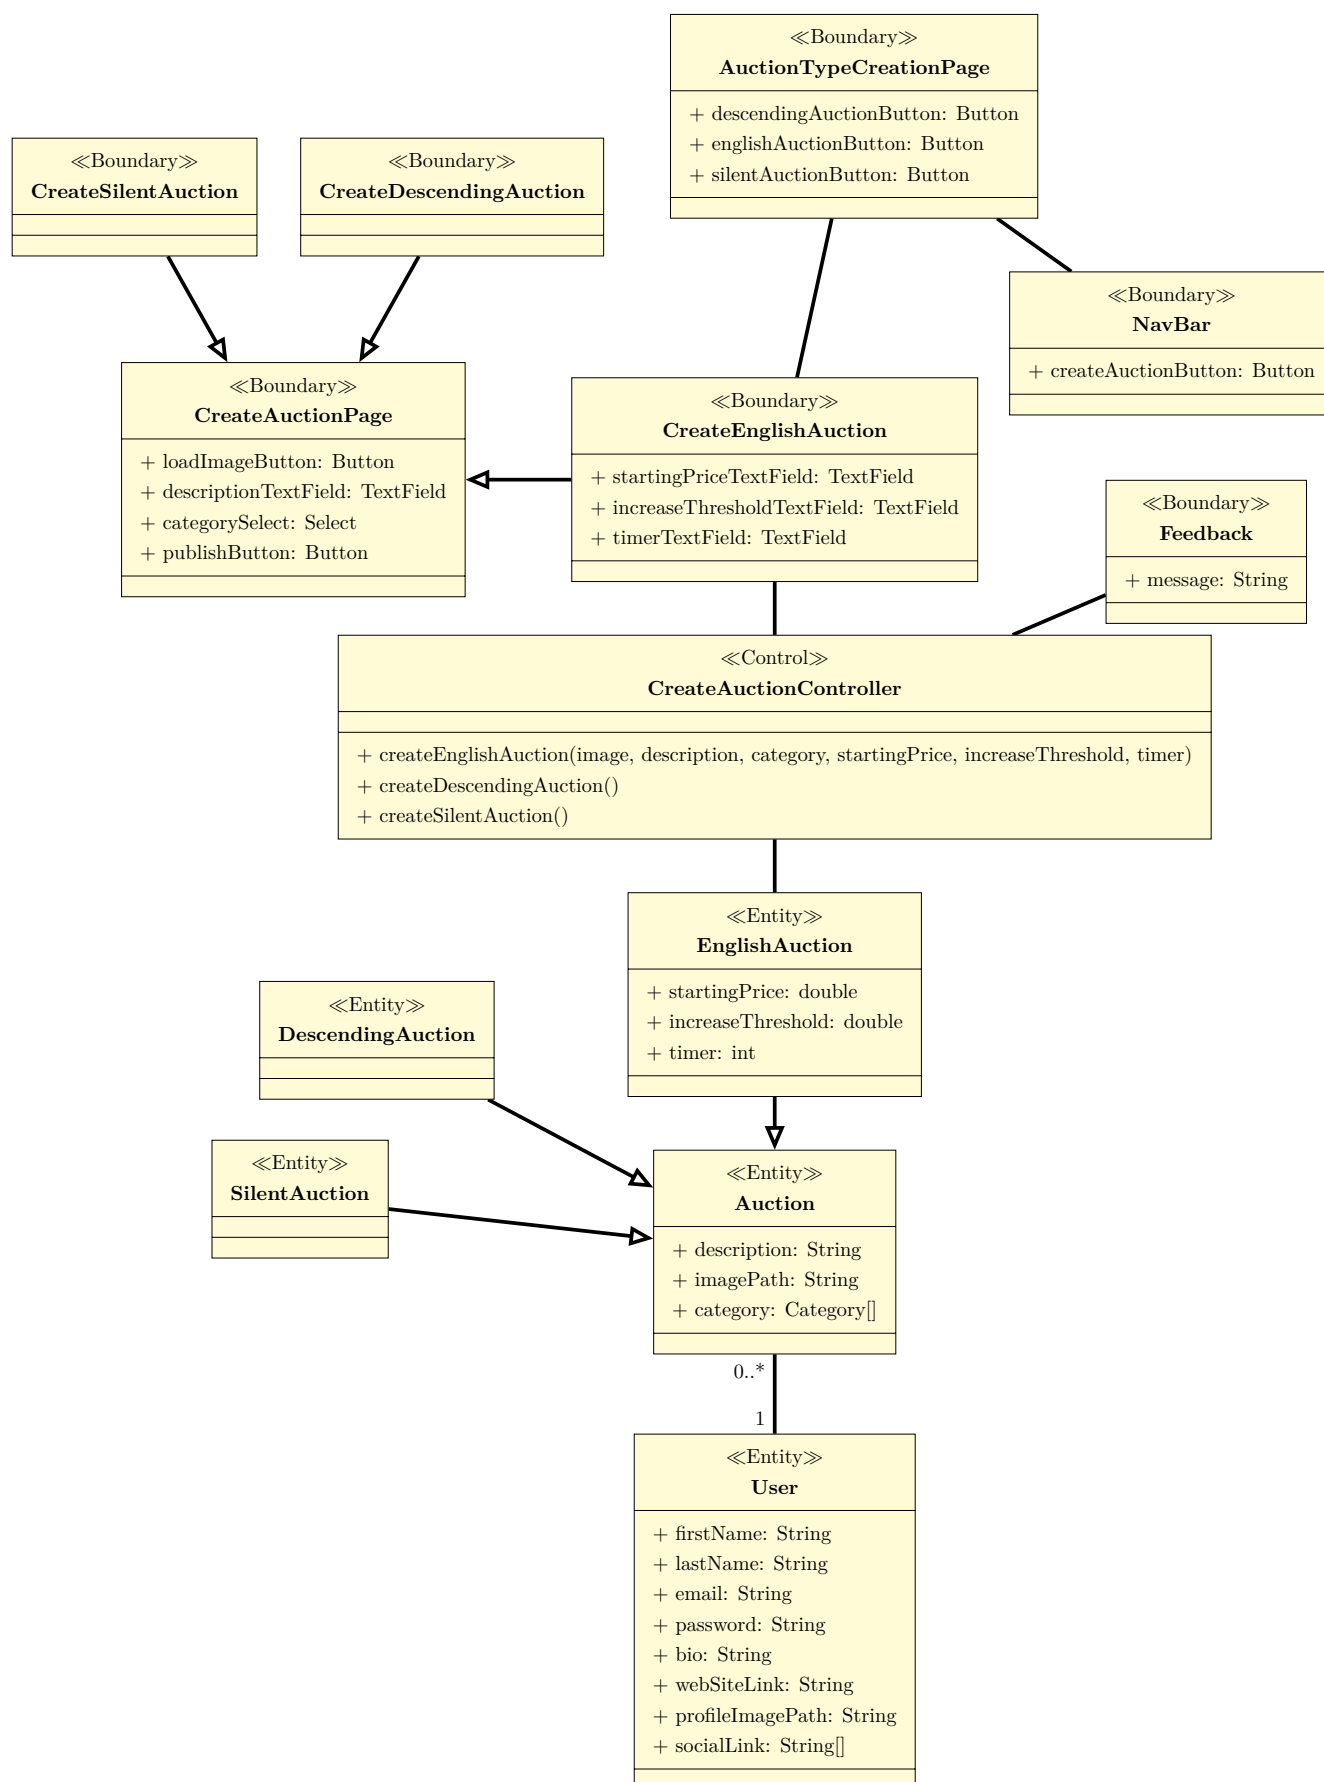 ≪Boundary≫
AuctionTypeCreationPage
+ descendingAuctionButton: Button
+ englishAuctionButton: Button
+ silentAuctionButton: Button
≪Boundary≫
CreateSilentAuction
≪Boundary≫
CreateDescendingAuction
≪Boundary≫
NavBar
+ createAuctionButton: Button
≪Boundary≫
CreateAuctionPage
+ loadImageButton: Button
+ descriptionTextField: TextField
+ categorySelect: Select
+ publishButton: Button
≪Boundary≫
CreateEnglishAuction
+ startingPriceTextField: TextField
+ increaseThresholdTextField: TextField
+ timerTextField: TextField
≪Boundary≫
Feedback
+ message: String
≪Control≫
CreateAuctionController
+ createEnglishAuction(image, description, category, startingPrice, increaseThreshold, timer)
+ createDescendingAuction()
+ createSilentAuction()
≪Entity≫
EnglishAuction
+ startingPrice: double
+ increaseThreshold: double
+ timer: int
≪Entity≫
DescendingAuction
≪Entity≫
SilentAuction
≪Entity≫
Auction
+ description: String
+ imagePath: String
+ category: Category[]
0..*
1
≪Entity≫
User
+ firstName: String
+ lastName: String
+ email: String
+ password: String
+ bio: String
+ webSiteLink: String
+ profileImagePath: String
+ socialLink: String[]